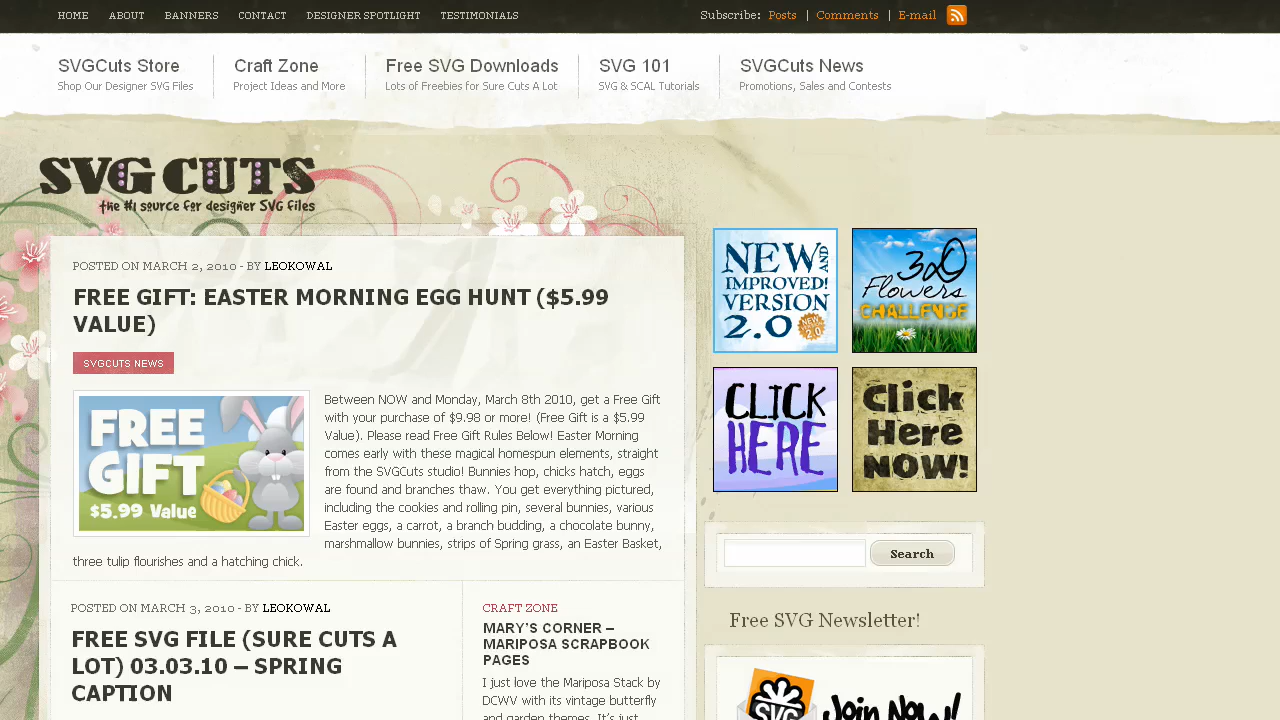 HOME ABOUT BANNERS CONTACT DESIGNER SPOTLIGHT TESTIMONIALS Subscribe: Posts | Comments | E-mail
SVGCuts Store
Shop Our Designer SVG Files
Craft Zone
Project Ideas and More
Free SVG Downloads
Lots of Freebies for Sure Cuts A Lot
SVG 101
SVG & SCAL Tutorials
SVGCuts News
Promotions, Sales and Contests
SVG CUTS
the #1 source for designer SVG files
POSTED ON MARCH 2, 2010 - BY LEOKOWAL
FREE GIFT: EASTER MORNING EGG HUNT ($5.99
VALUE)
SVGCUTS NEWS
FREE
GIFT
$5.99 Value
Between NOW and Monday, March 8th 2010, get a Free Gift
with your purchase of $9.98 or more! (Free Gift is a $5.99
Value). Please read Free Gift Rules Below! Easter Morning
comes early with these magical homespun elements, straight
from the SVGCuts studio! Bunnies hop, chicks hatch, eggs
are found and branches thaw. You get everything pictured,
including the cookies and rolling pin, several bunnies, various
Easter eggs, a carrot, a branch budding, a chocolate bunny,
marshmallow bunnies, strips of Spring grass, an Easter Basket,
three tulip flourishes and a hatching chick.
POSTED ON MARCH 3, 2010 - BY LEOKOWAL
FREE SVG FILE (SURE CUTS A
LOT) 03.03.10 – SPRING
CAPTION
CRAFT ZONE
MARY'S CORNER –
MARIPOSA SCRAPBOOK
PAGES
I just love the Mariposa Stack by
DCWV with its vintage butterfly
and garden themes. It's just
NEW AND
IMPROVED!
VERSION
2.0
NEW
2.0
3D
Flowers
CHALLENGE
CLICK
HERE
Click
Here
NOW!
Search
Free SVG Newsletter!
SVG
Join Now!